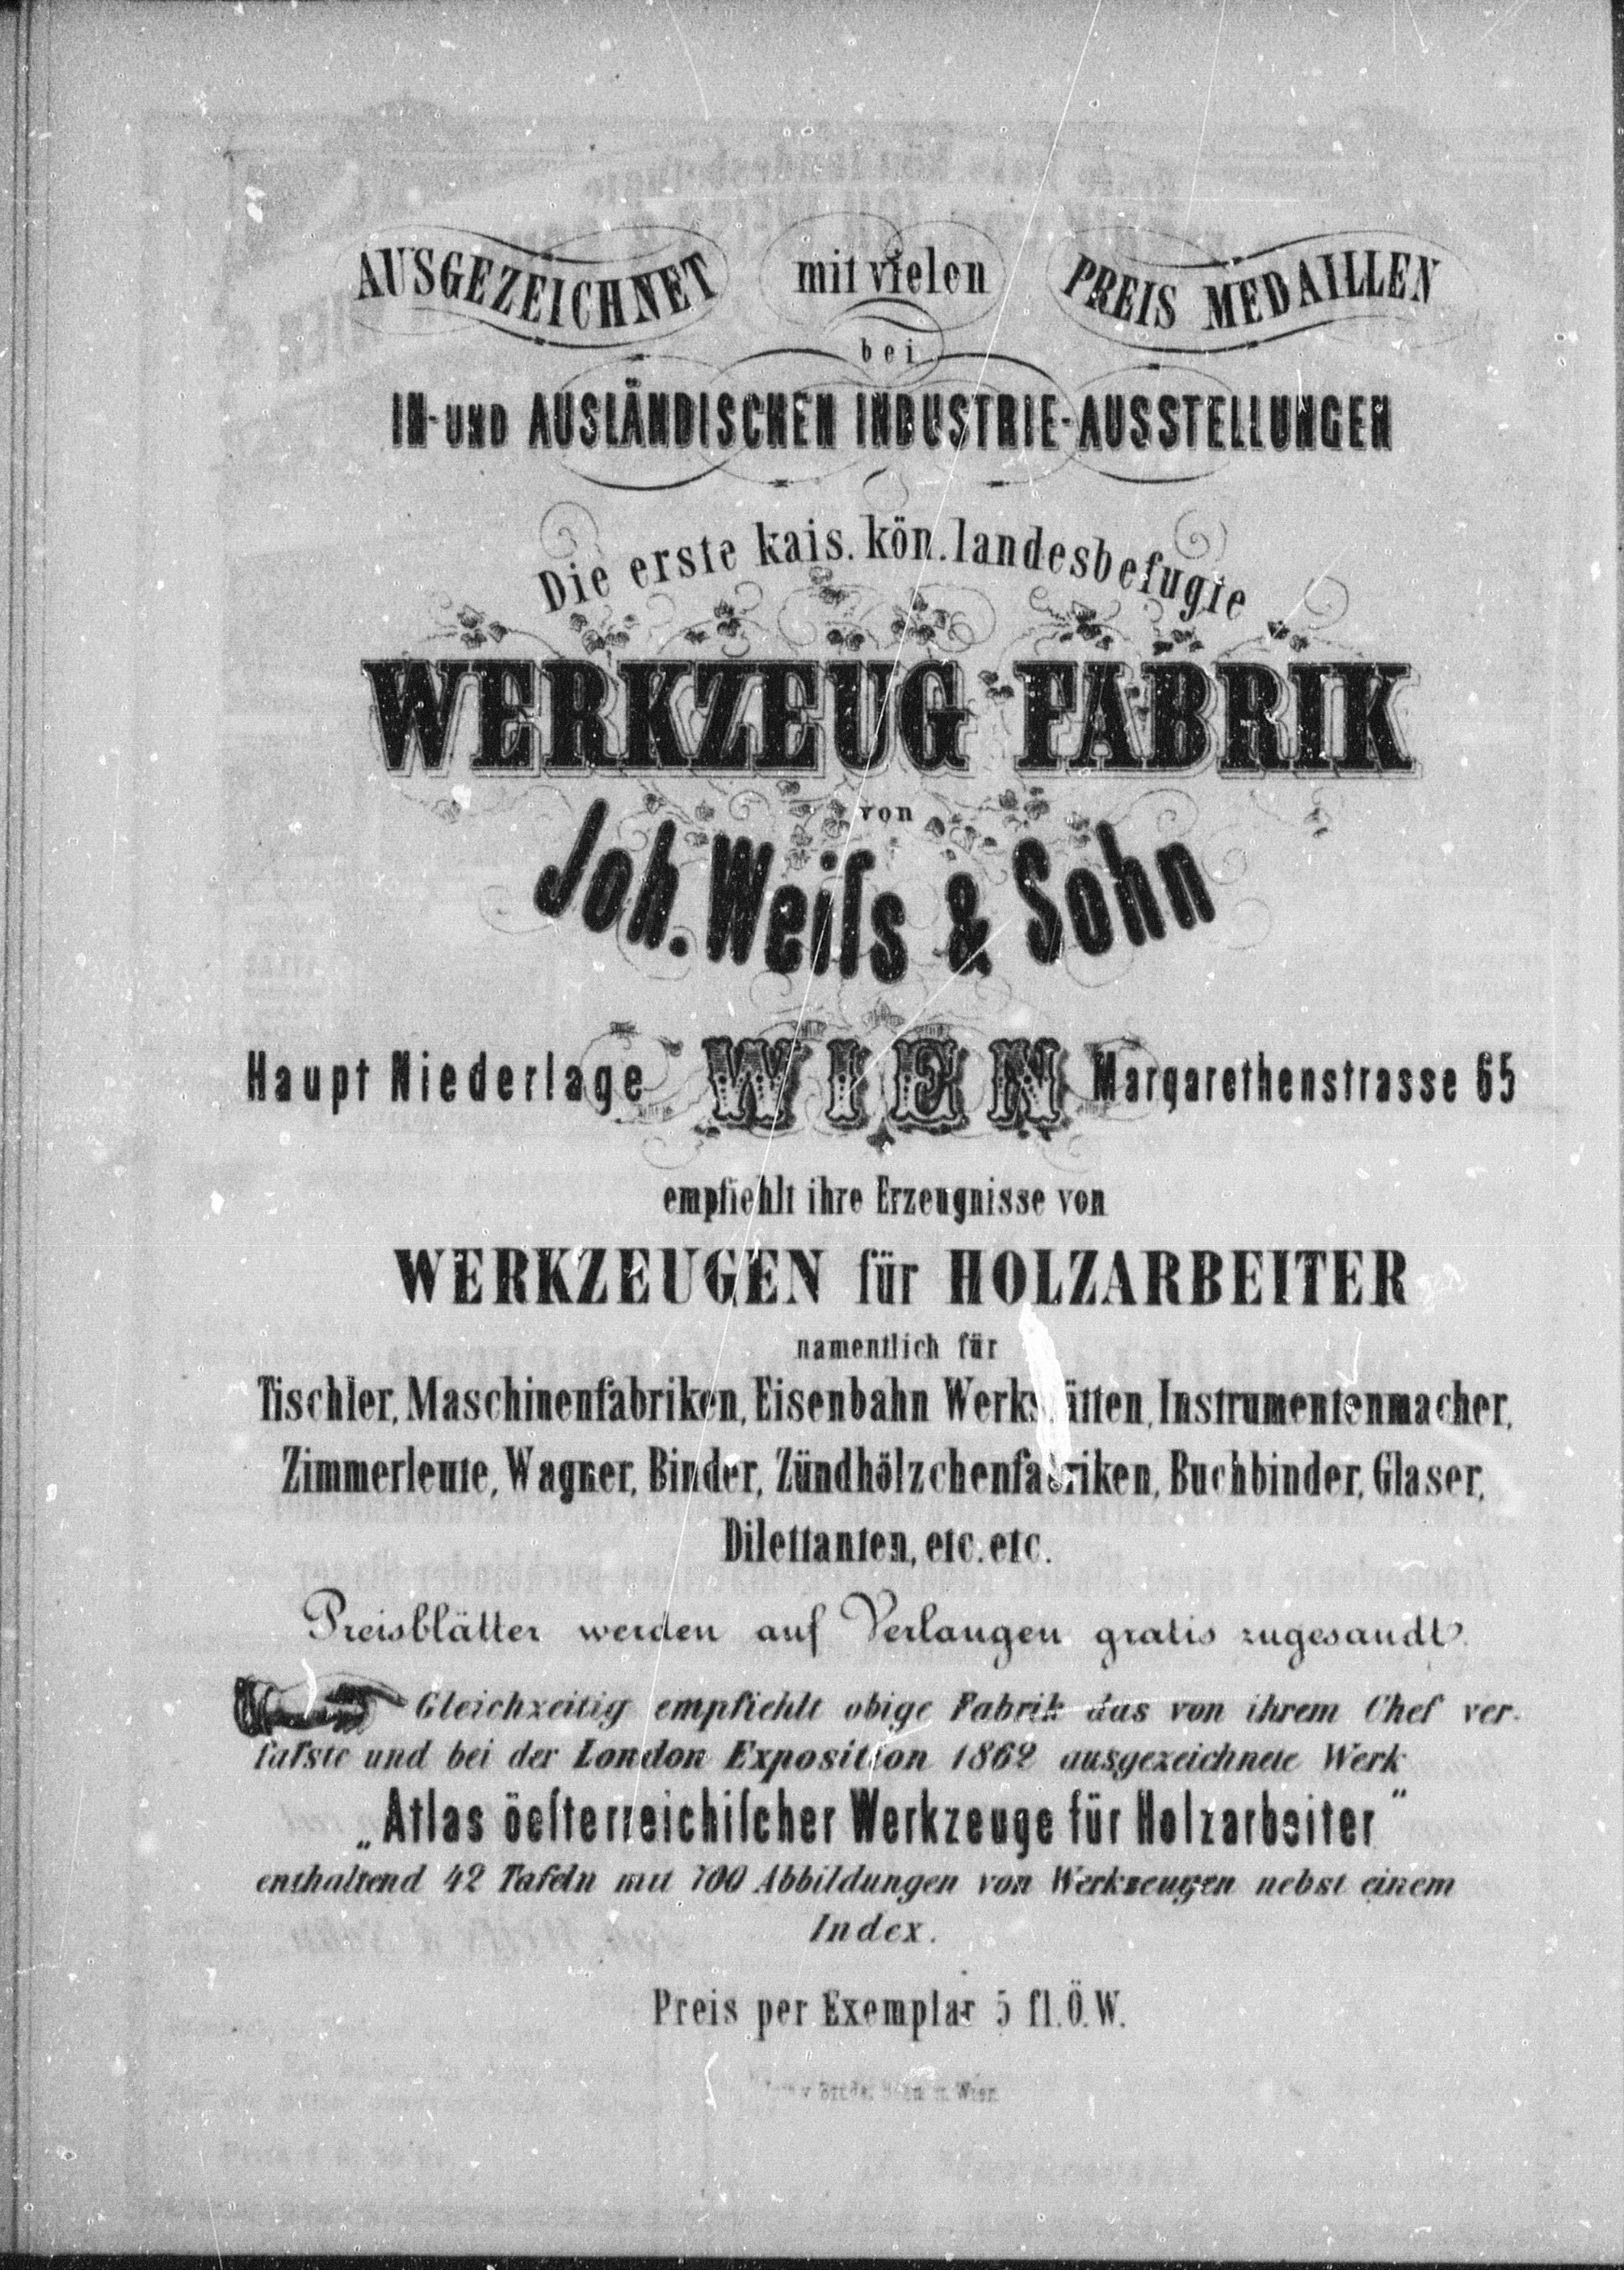 AUSGEZEICHNET mit vielen PREIS MEDAILLEN
bei
IN- UND AUSLÄNDISCHEN INDUSTRIE-AUSSTELLUNGEN
Die erste kais. kön. landesbefugte
WERKZEUG FABRIK
von
Joh. Weiſs & Sohn
Haupt Niederlage WIEN Margarethenstrasse 65
empfiehlt ihre Erzeugnisse von
WERKZEUGEN für HOLZARBEITER
namentlich für
Tischler, Maschinenfabriken, Eisenbahn Werkstätten, Instrumentenmacher,
Zimmerleute, Wagner, Binder, Zündhölzchenfabriken, Buchbinder, Glaser,
Dilettanten, etc. etc.
Preisblätter werden auf Verlangen gratis zugesandt.
Gleichzeitig empfiehlt obige Fabrik das von ihrem Chef ver-
faſste und bei der London Exposition 1862 ausgezeichnete Werk
„Atlas öeſterreichiſcher Werkzeuge für Holzarbeiter"
enthaltend 42 Tafeln mit 700 Abbildungen von Werkzeugen nebst einem
Index.
Preis per Exemplar 5 fl. Ö. W.
Wien